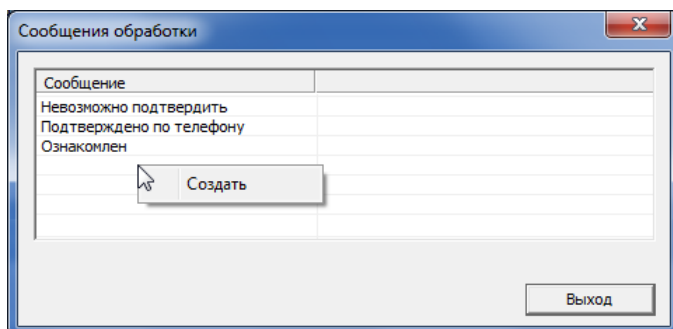 Сообщения обработки
Сообщение
Невозможно подтвердить
Подтверждено по телефону
Ознакомлен
Создать
Выход